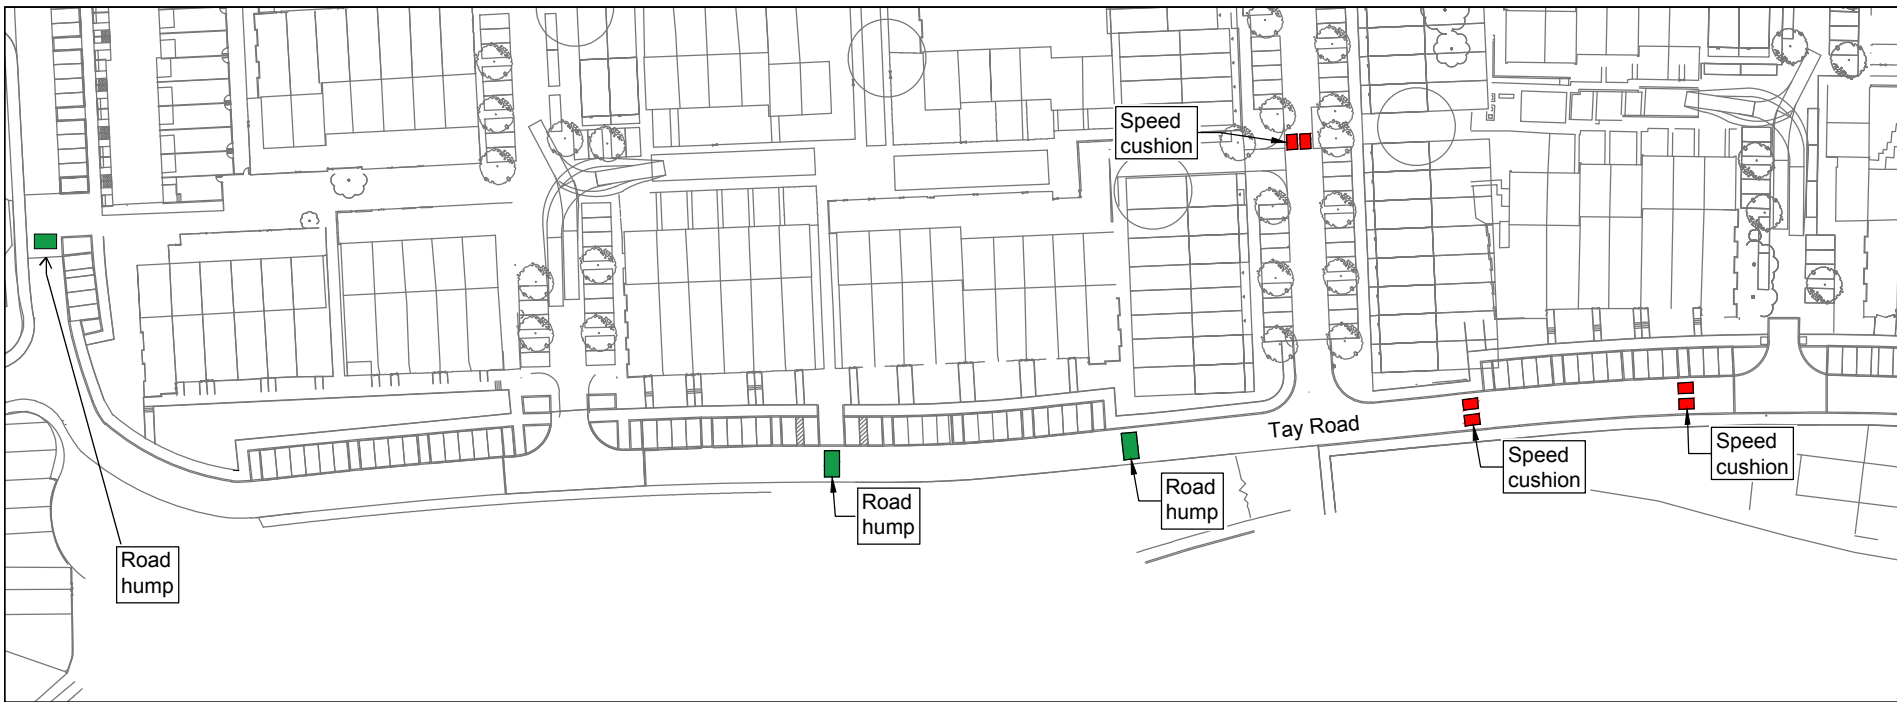 Speed
cushion
Tay Road
Speed
cushion
Speed
cushion
Road
hump
Road
hump
Road
hump